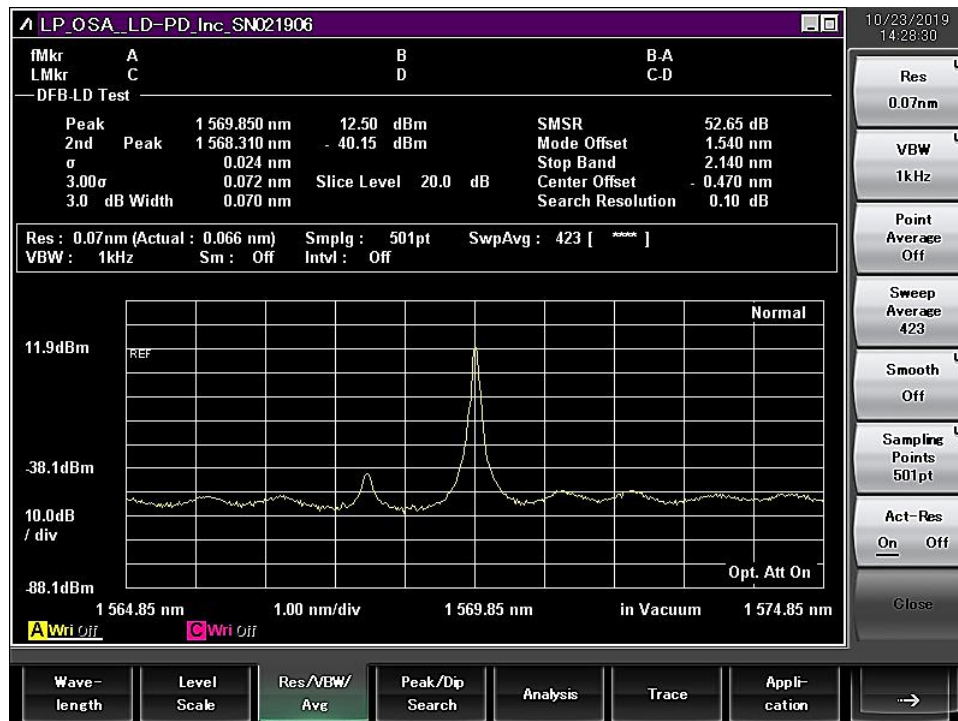 LP_OSA__LD-PD_Inc_SN021906
10/23/2019
14:28:30
fMkr A B B-A
LMkr C D C-D
DFB-LD Test
Peak 1 569.850 nm 12.50 dBm SMSR 52.65 dB
2nd Peak 1 568.310 nm - 40.15 dBm Mode Offset 1.540 nm
σ 0.024 nm Stop Band 2.140 nm
3.00σ 0.072 nm Slice Level 20.0 dB Center Offset - 0.470 nm
3.0 dB Width 0.070 nm Search Resolution 0.10 dB
Res : 0.07nm (Actual : 0.066 nm) Smplg : 501pt SwpAvg : 423 [ **** ]
VBW : 1kHz Sm : Off Intvl : Off
Normal
11.9dBm
REF
-38.1dBm
10.0dB
/ div
Opt. Att On
-88.1dBm
1 564.85 nm 1.00 nm/div 1 569.85 nm in Vacuum 1 574.85 nm
A Wri Off C Wri Off
Res
0.07nm
VBW
1kHz
Point
Average
Off
Sweep
Average
423
Smooth
Off
Sampling
Points
501pt
Act-Res
On Off
Close
Wave-
length
Level
Scale
Res/VBW/
Avg
Peak/Dip
Search
Analysis
Trace
Appli-
cation
→